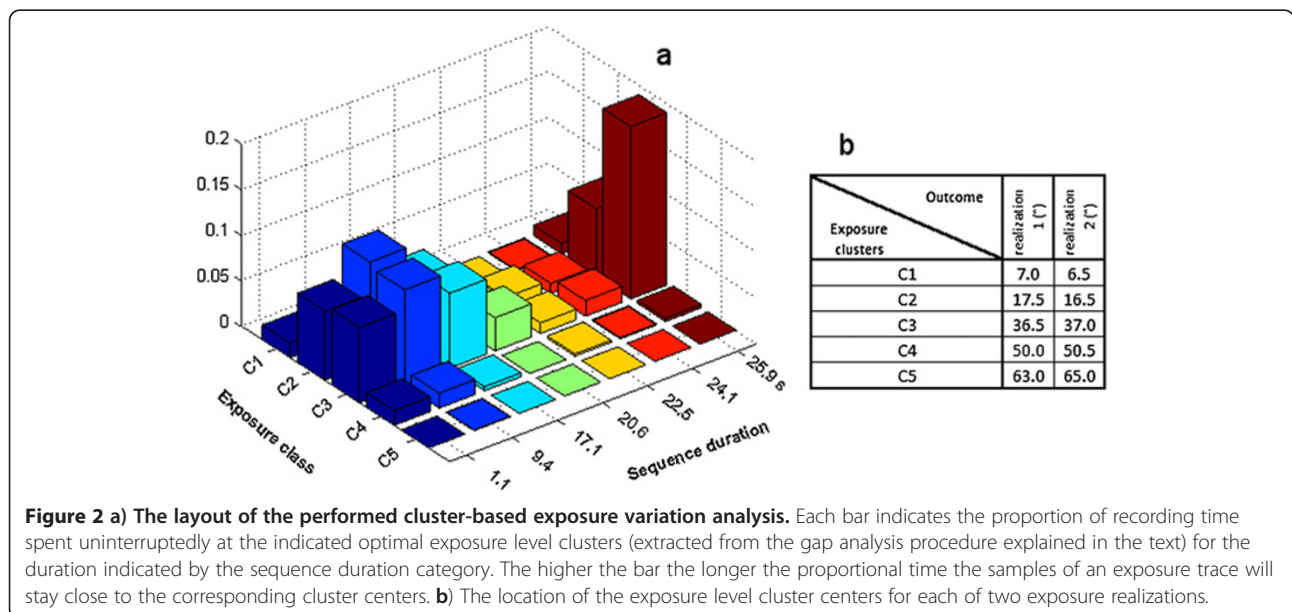 a
0.2
0.15
0.1
0.05
0
C1
C2
C3
C4
C5
Exposure class
1.1
9.4
17.1
20.6
22.5
24.1
25.9 s
Sequence duration
b
Outcome
Exposure
clusters
realization
1 (°)
realization
2 (°)
C1 7.0 6.5
C2 17.5 16.5
C3 36.5 37.0
C4 50.0 50.5
C5 63.0 65.0
Figure 2 a) The layout of the performed cluster-based exposure variation analysis. Each bar indicates the proportion of recording time
spent uninterruptedly at the indicated optimal exposure level clusters (extracted from the gap analysis procedure explained in the text) for the
duration indicated by the sequence duration category. The higher the bar the longer the proportional time the samples of an exposure trace will
stay close to the corresponding cluster centers. b) The location of the exposure level cluster centers for each of two exposure realizations.